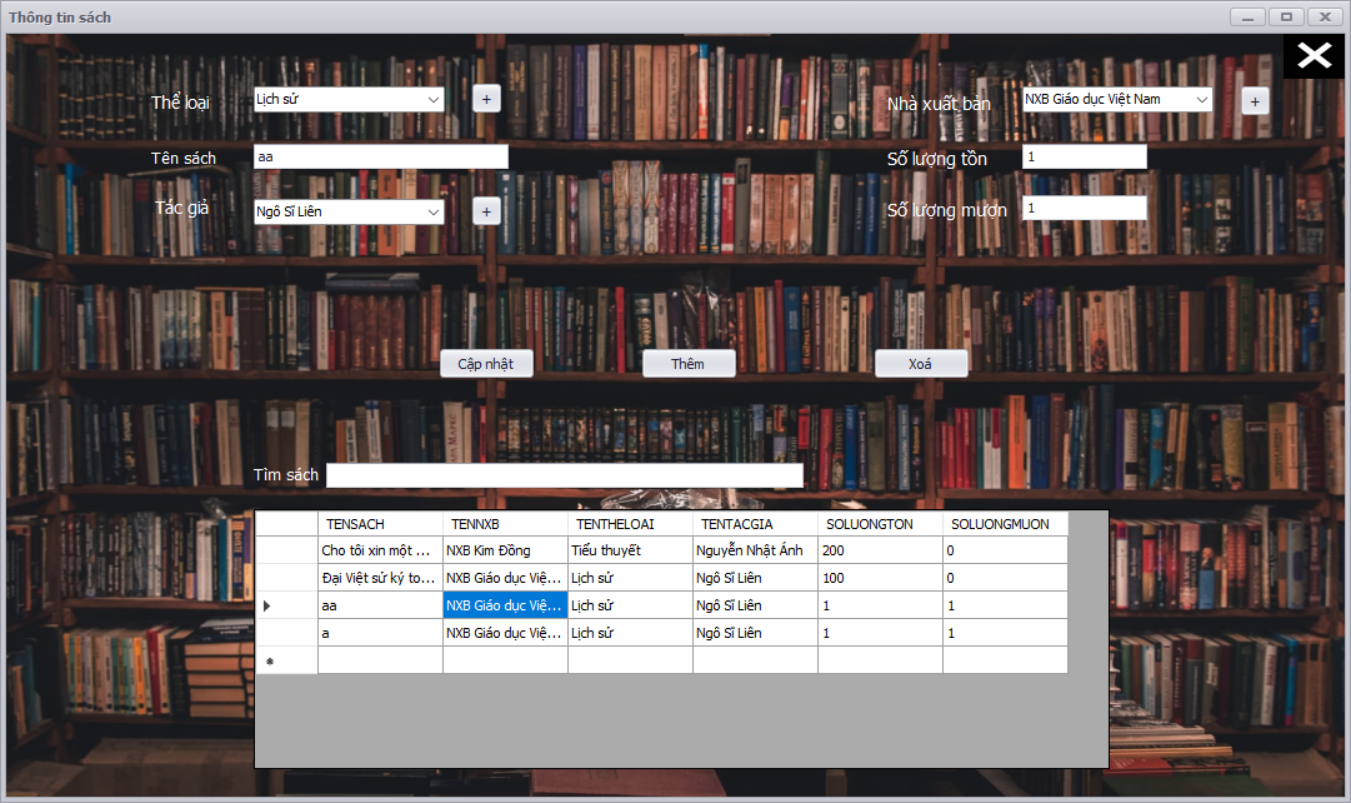 Thông tin sách
Thể loại Lịch sử + Nhà xuất bản NXB Giáo dục Việt Nam +
Tên sách aa Số lượng tồn 1
Tác giả Ngô Sĩ Liên + Số lượng mượn 1
Cập nhật Thêm Xoá
Tìm sách
TENSACH TENNXB TENTHELOAI TENTACGIA SOLUONGTON SOLUONGMUON
Cho tôi xin một ... NXB Kim Đồng Tiểu thuyết Nguyễn Nhật Ánh 200 0
Đại Việt sử ký to... NXB Giáo dục Việ... Lịch sử Ngô Sĩ Liên 100 0
aa NXB Giáo dục Việ... Lịch sử Ngô Sĩ Liên 1 1
a NXB Giáo dục Việ... Lịch sử Ngô Sĩ Liên 1 1